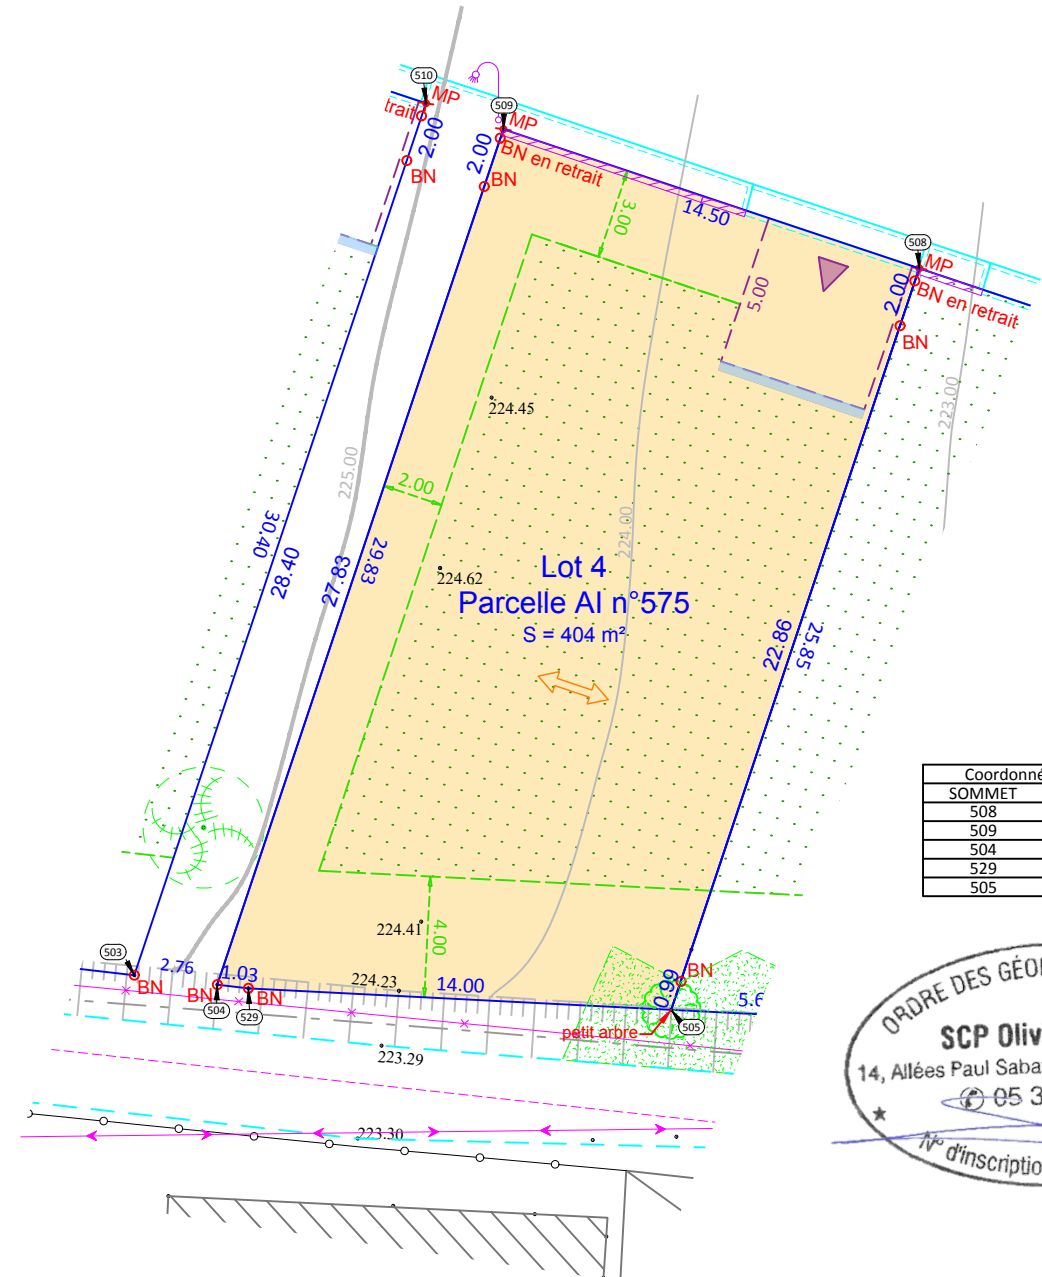 510
MP
trait
2.00
BN
509
MP
2.00
BN en retrait
BN
14.50
3.00
508
MP
2.00
BN en retrait
BN
5.00
223.00
224.45
225.00
2.00
224.00
30.40
28.40
27.83
29.83
224.62
Lot 4
Parcelle AI n°575
S = 404 m²
22.86
25.85
Coordonné
SOMMET
508
509
504
529
505
224.41
4.00
503
2.76
BN
1.03
BN
BN
504
529
224.23
14.00
0.99
BN
5.6
505
petit arbre
223.29
223.30
ORDRE DES GÉO
SCP Oliv
14, Allées Paul Saba
05 3
N° d'inscriptio